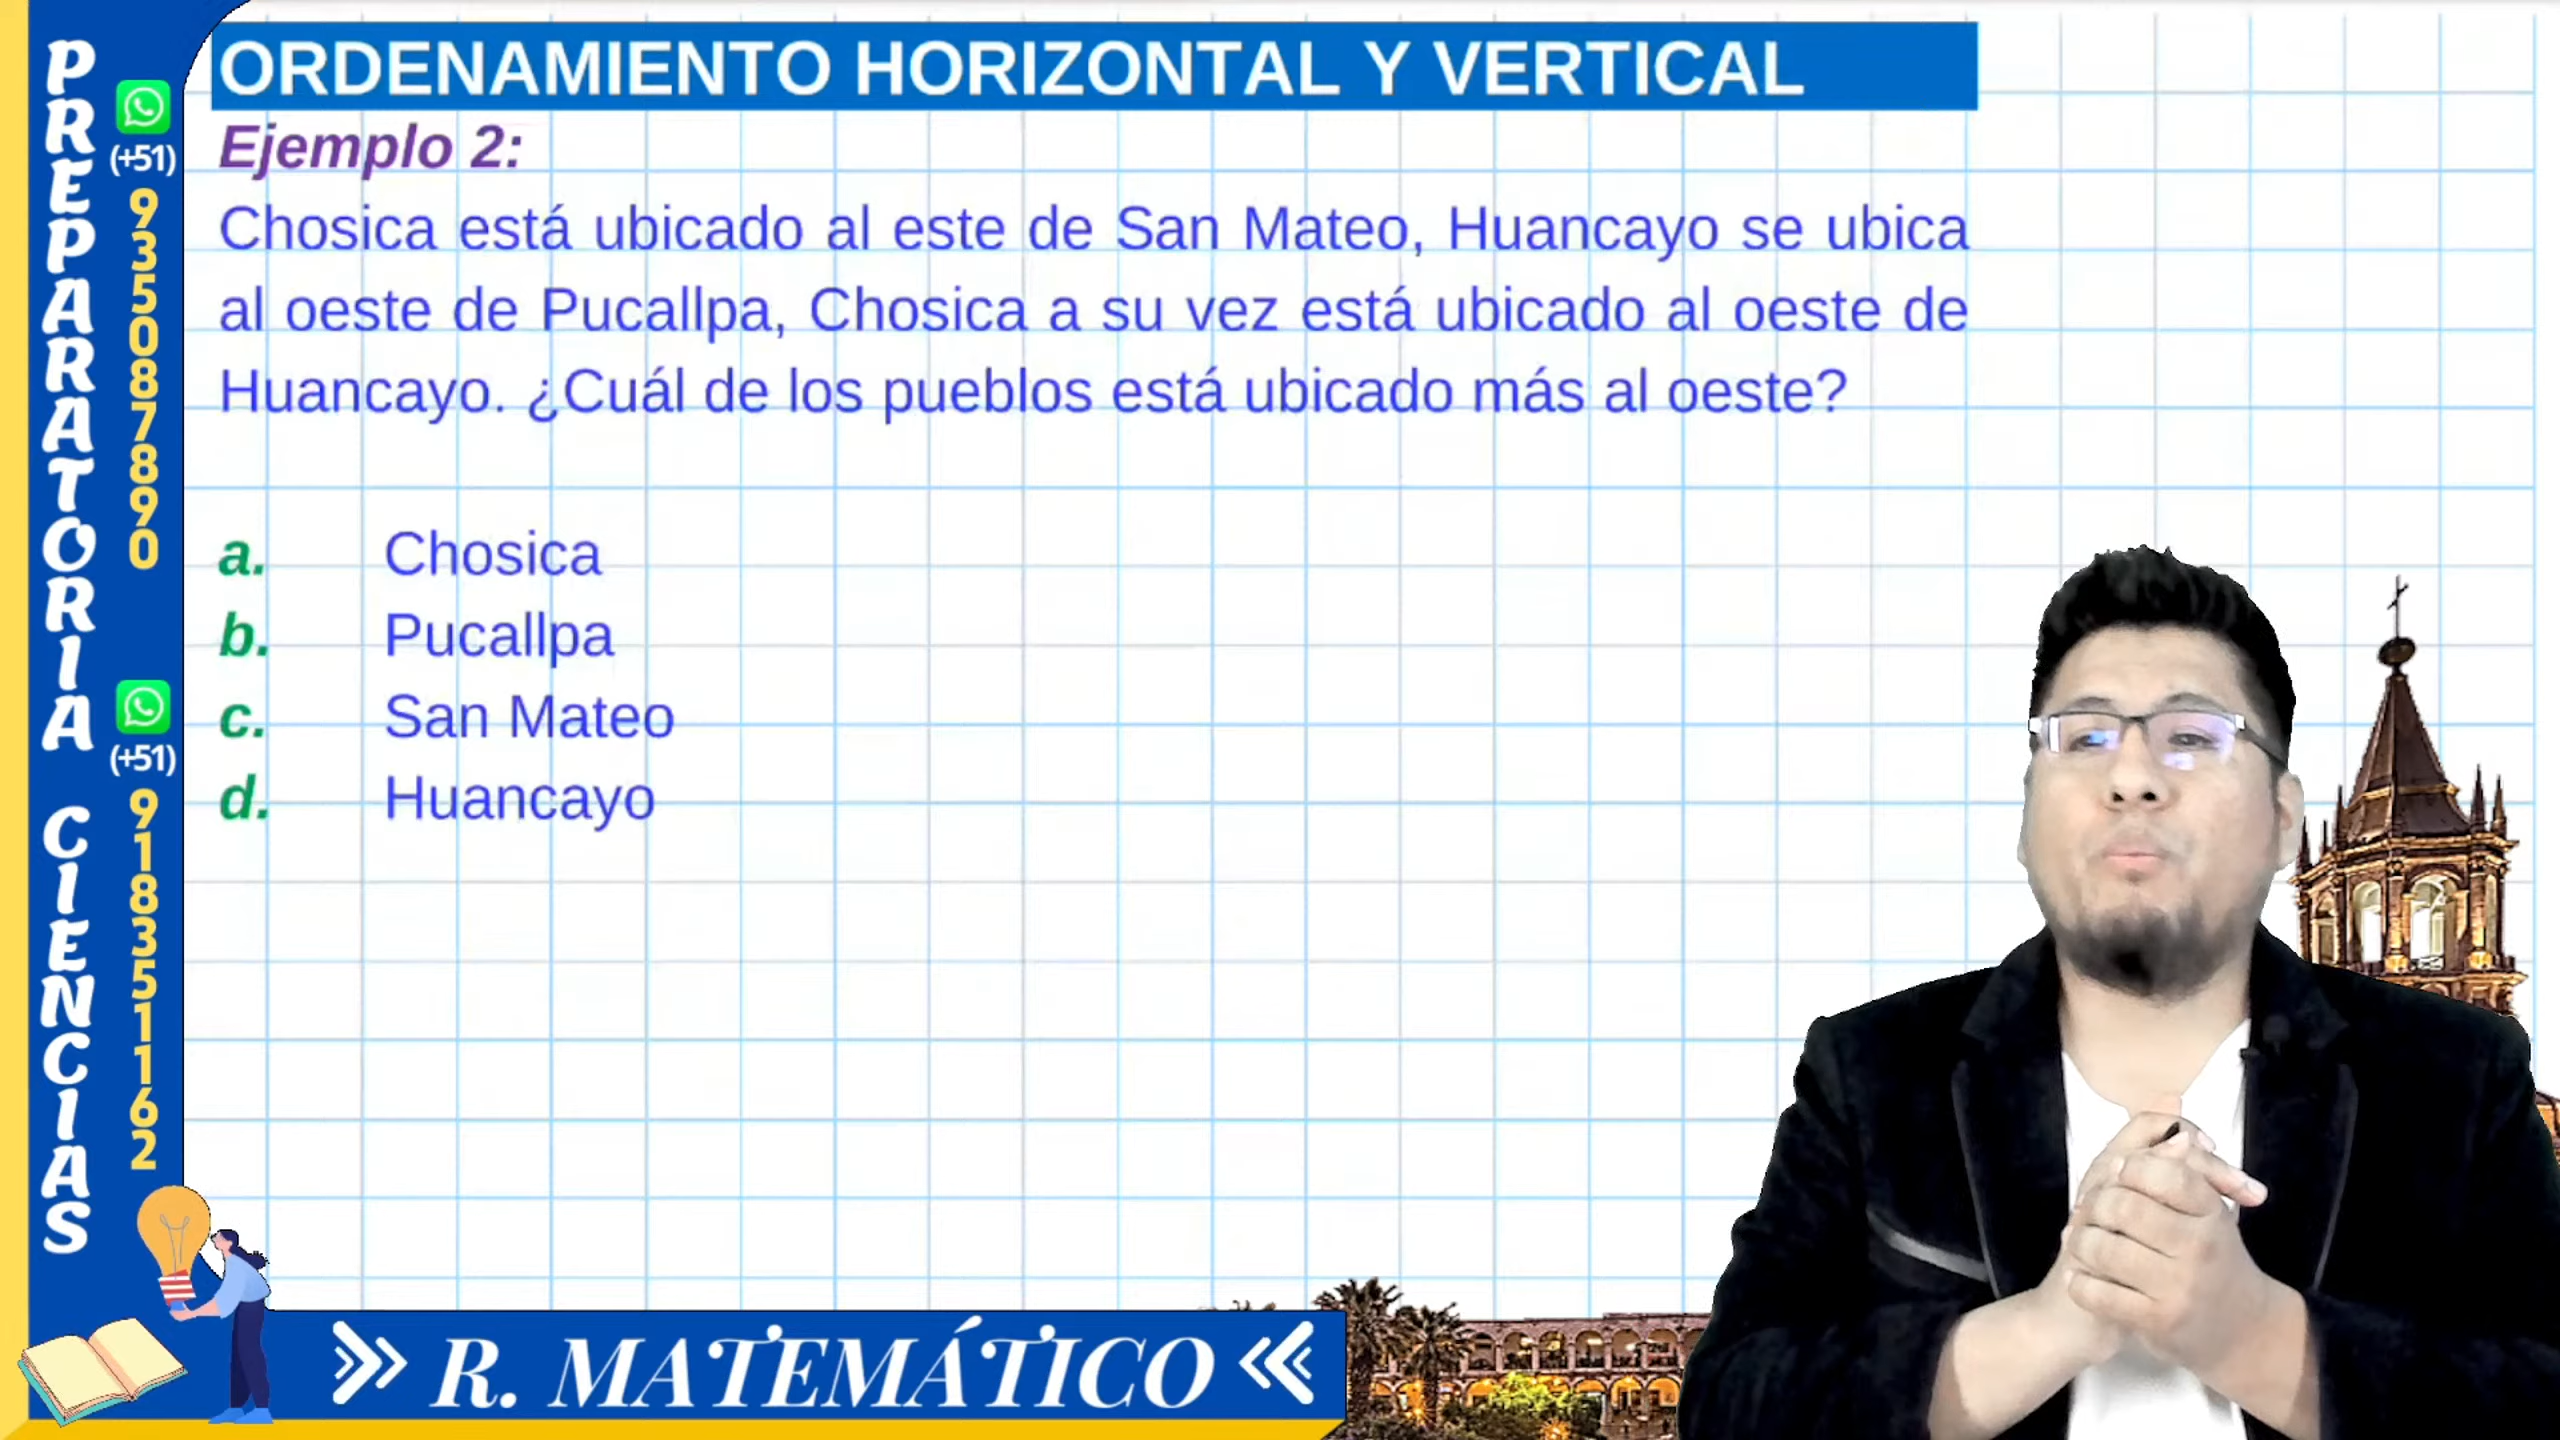 PREPARATORIA CIENCIAS
(+51)
935087890
(+51)
918351162
ORDENAMIENTO HORIZONTAL Y VERTICAL
Ejemplo 2:
Chosica está ubicado al este de San Mateo, Huancayo se ubica
al oeste de Pucallpa, Chosica a su vez está ubicado al oeste de
Huancayo. ¿Cuál de los pueblos está ubicado más al oeste?
a. Chosica
b. Pucallpa
c. San Mateo
d. Huancayo
R. MATEMÁTICO